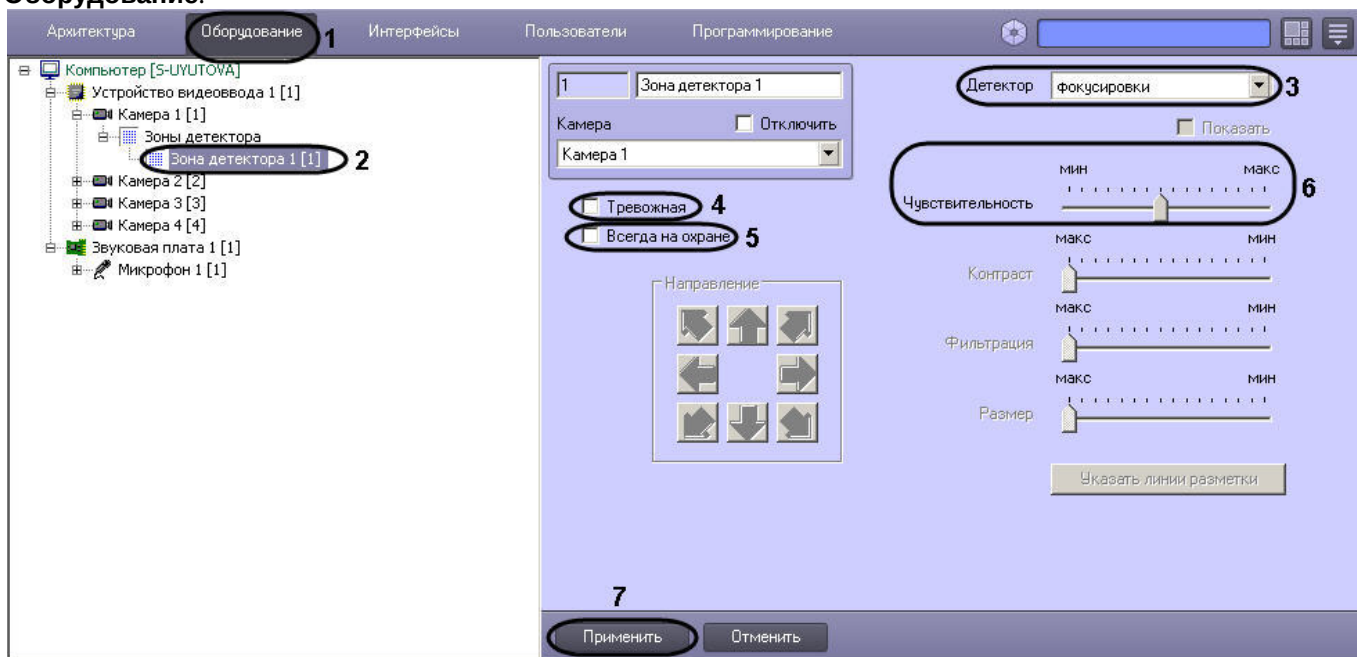 Оборудование.
Архитектура Оборудование 1 Интерфейсы Пользователи Программирование
Компьютер [S-UYUTOVA]
Устройство видеоввода 1 [1]
Камера 1 [1]
Зоны детектора
Зона детектора 1 [1] 2
Камера 2 [2]
Камера 3 [3]
Камера 4 [4]
Звуковая плата 1 [1]
Микрофон 1 [1]
1 Зона детектора 1
Камера Отключить
Камера 1
Тревожная 4
Всегда на охране 5
Направление
Детектор фокусировки 3
Показать
мин макс
Чувствительность 6
макс мин
Контраст
макс мин
Фильтрация
макс мин
Размер
Указать линии разметки
7
Применить Отменить